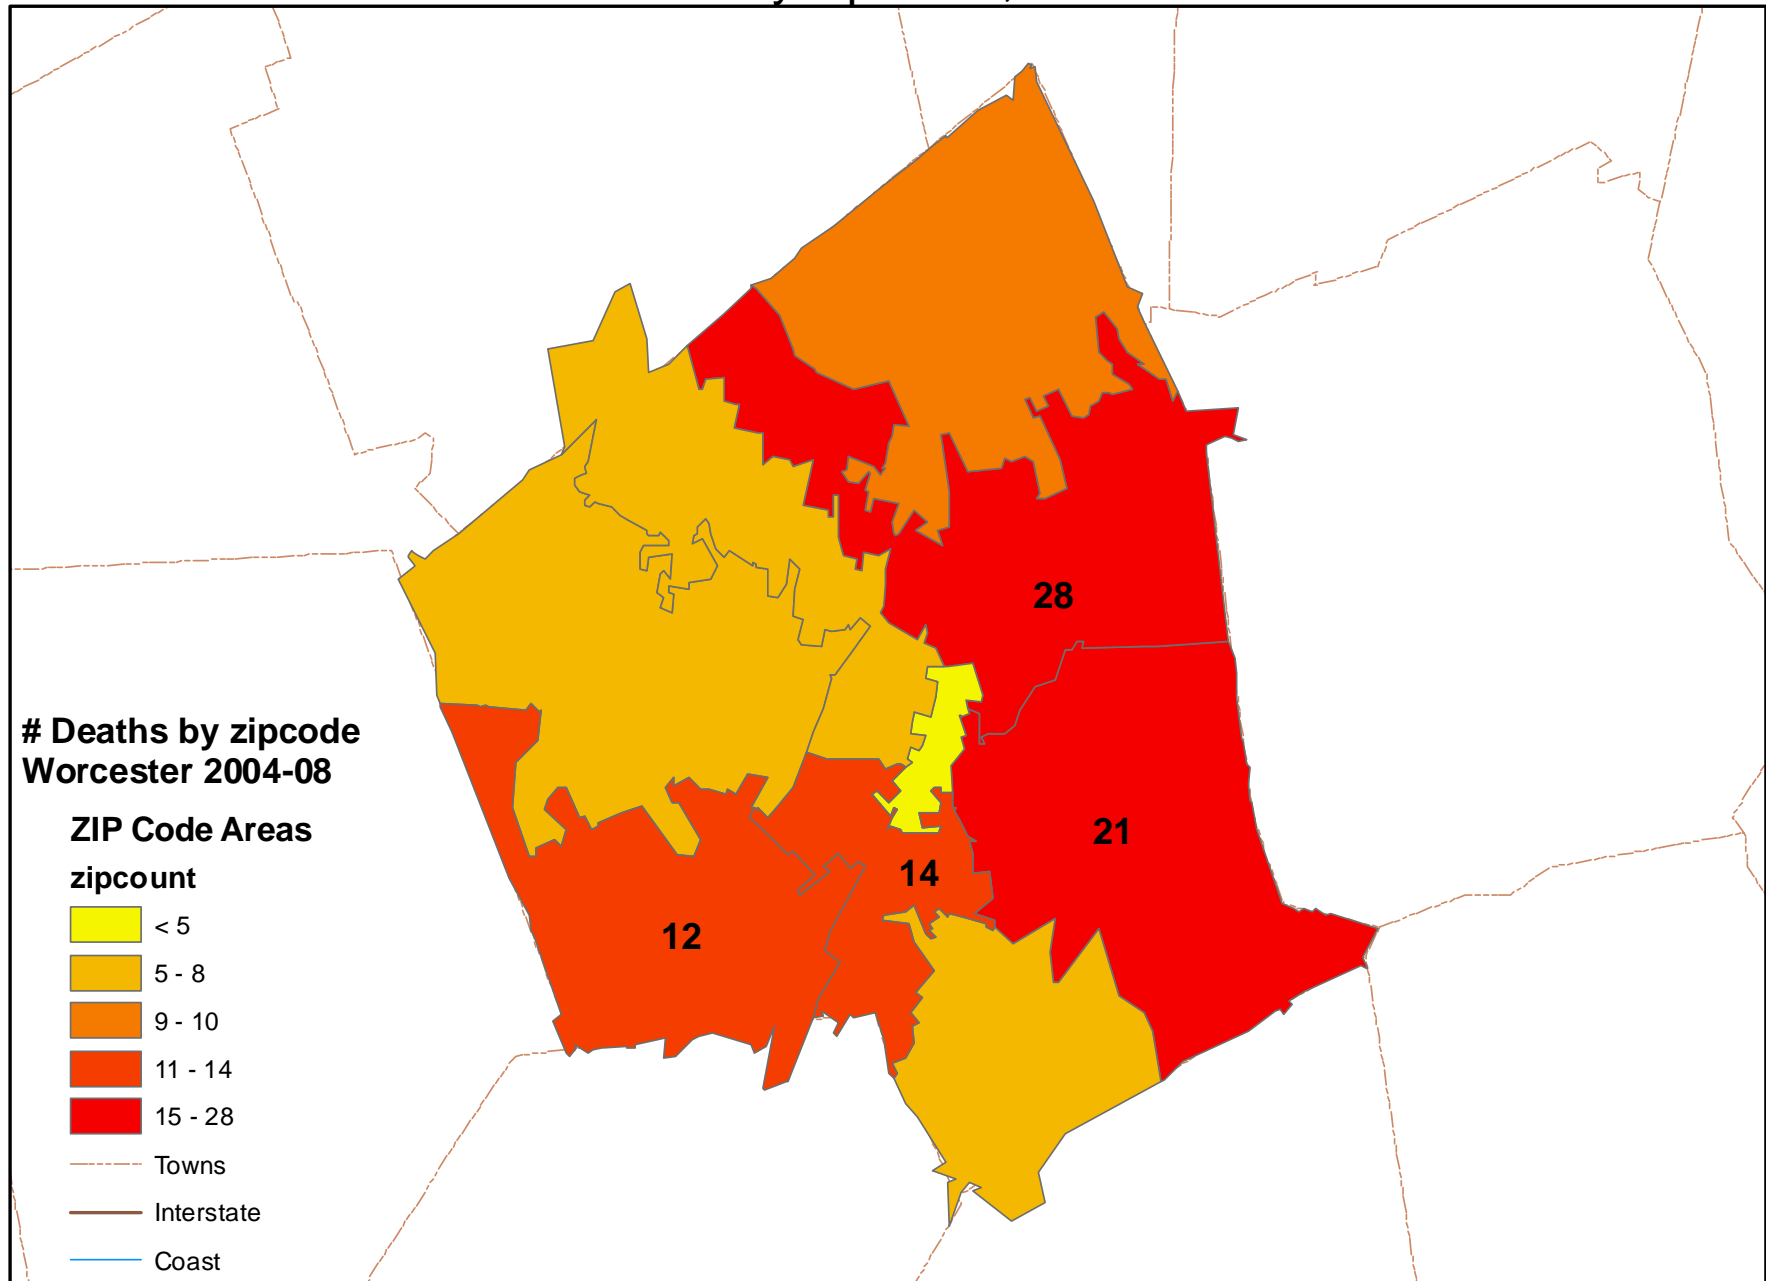 28
# Deaths by zipcode
Worcester 2004-08
21
ZIP Code Areas
zipcount
14
< 5
12
5 - 8
9 - 10
11 - 14
15 - 28
Towns
Interstate
Coast